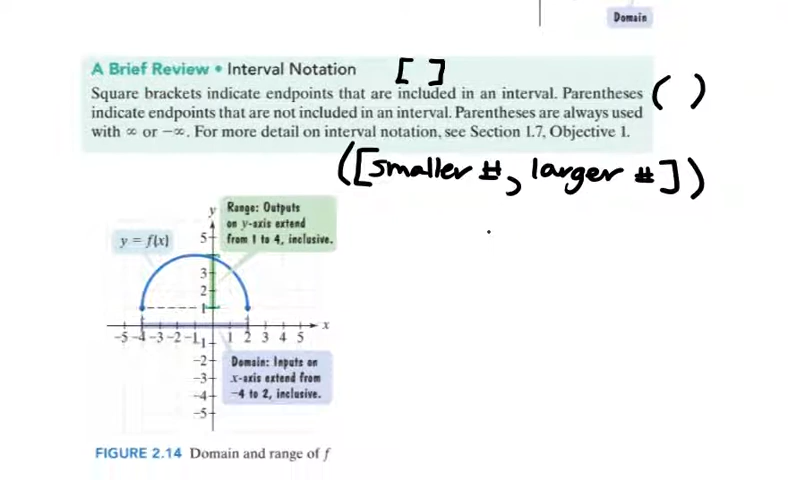 Domain
A Brief Review • Interval Notation [ ]
Square brackets indicate endpoints that are included in an interval. Parentheses ( )
indicate endpoints that are not included in an interval. Parentheses are always used
with ∞ or −∞. For more detail on interval notation, see Section 1.7, Objective 1.
([smaller #, larger #])
Range: Outputs
on y-axis extend
from 1 to 4, inclusive.
y
y = f(x)
5
3
2
1
x
-5 -4 -3 -2 -1 1 2 3 4 5
-1
-2
-3
-4
-5
Domain: Inputs on
x-axis extend from
−4 to 2, inclusive.
FIGURE 2.14 Domain and range of f